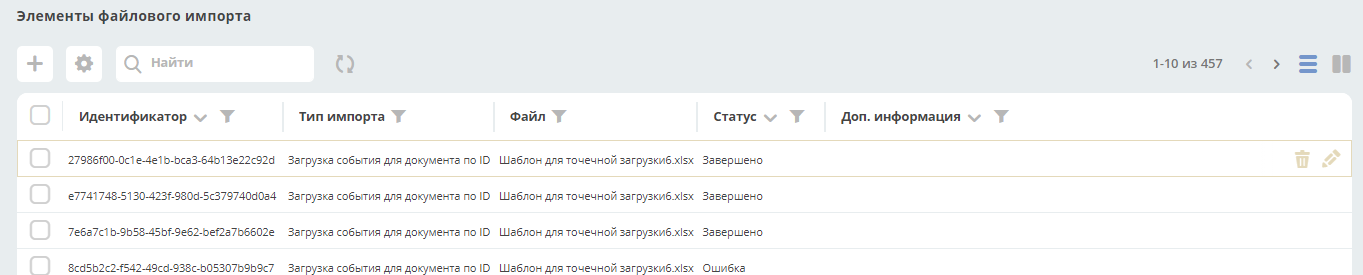 Элементы файлового импорта
Найти 1-10 из 457
Идентификатор Тип импорта Файл Статус Доп. информация
27986f00-0c1e-4e1b-bca3-64b13e22c92d Загрузка события для документа по ID Шаблон для точечной загрузки6.xlsx Завершено
e7741748-5130-423f-980d-5c379740d0a4 Загрузка события для документа по ID Шаблон для точечной загрузки6.xlsx Завершено
7e6a7c1b-9b58-45bf-9e62-bef2a7b6602e Загрузка события для документа по ID Шаблон для точечной загрузки6.xlsx Завершено
8cd5b2c2-f542-49cd-938c-b05307b9b9c7 Загрузка события для документа по ID Шаблон для точечной загрузки6.xlsx Ошибка